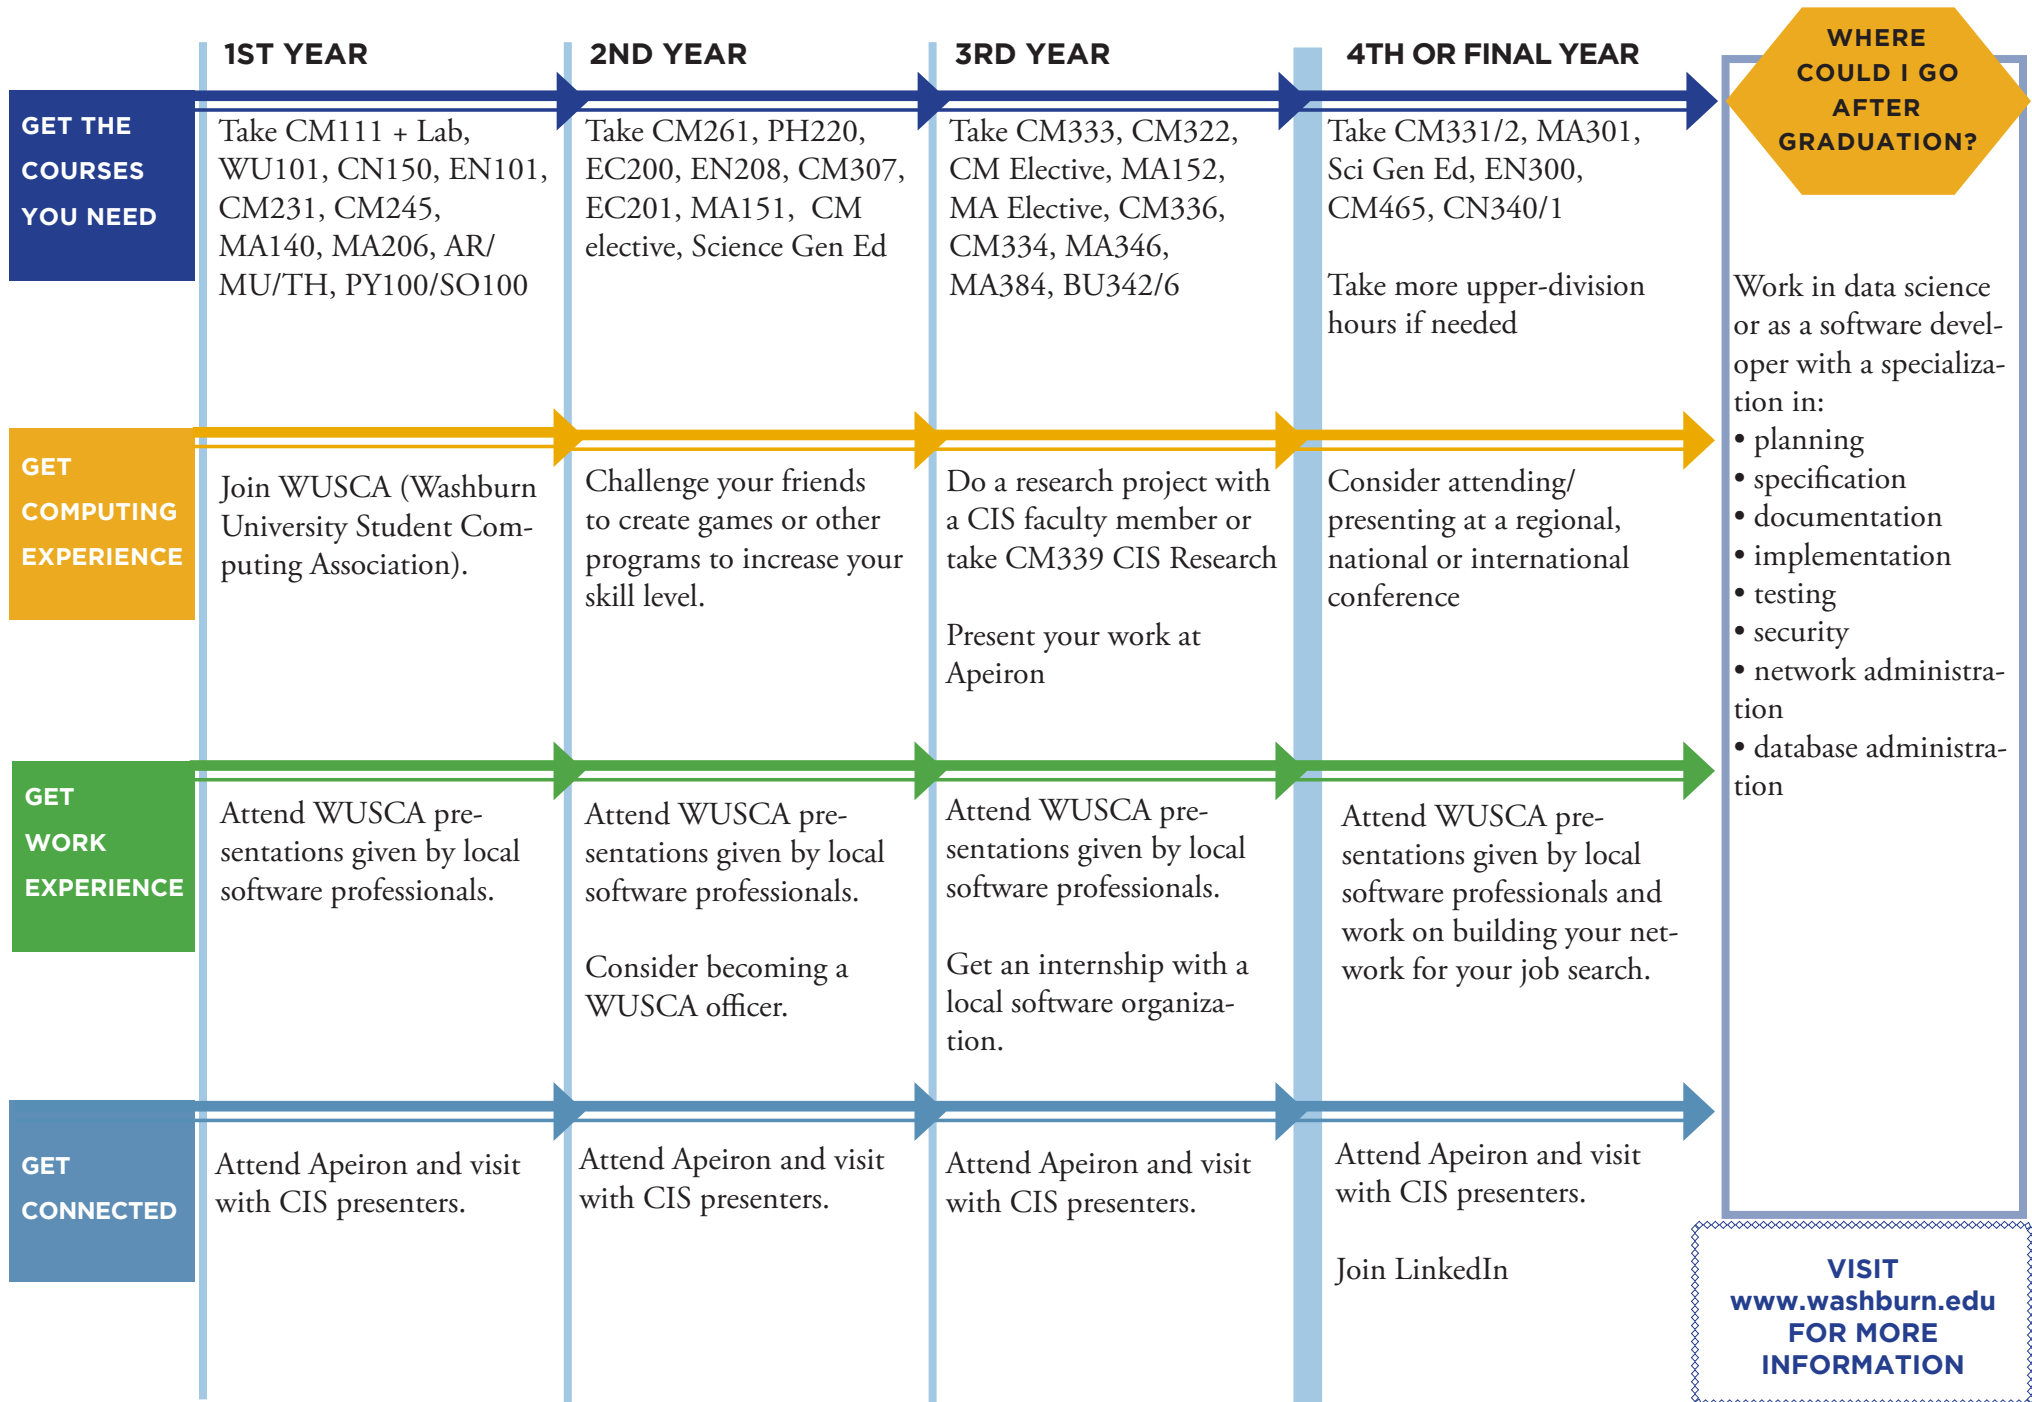 1ST YEAR
2ND YEAR
3RD YEAR
4TH OR FINAL YEAR
WHERE
COULD I GO
AFTER
GRADUATION?
GET THE
COURSES
YOU NEED
Take CM111 + Lab,
WU101, CN150, EN101,
CM231, CM245,
MA140, MA206, AR/
MU/TH, PY100/SO100
Take CM261, PH220,
EC200, EN208, CM307,
EC201, MA151, CM
elective, Science Gen Ed
Take CM333, CM322,
CM Elective, MA152,
MA Elective, CM336,
CM334, MA346,
MA384, BU342/6
Take CM331/2, MA301,
Sci Gen Ed, EN300,
CM465, CN340/1
Take more upper-division
hours if needed
GET
COMPUTING
EXPERIENCE
Join WUSCA (Washburn
University Student Com-
puting Association).
Challenge your friends
to create games or other
programs to increase your
skill level.
Do a research project with
a CIS faculty member or
take CM339 CIS Research
Present your work at
Apeiron
Consider attending/
presenting at a regional,
national or international
conference
GET
WORK
EXPERIENCE
Attend WUSCA pre-
sentations given by local
software professionals.
Attend WUSCA pre-
sentations given by local
software professionals.
Consider becoming a
WUSCA officer.
Attend WUSCA pre-
sentations given by local
software professionals.
Get an internship with a
local software organiza-
tion.
Attend WUSCA pre-
sentations given by local
software professionals and
work on building your net-
work for your job search.
GET
CONNECTED
Attend Apeiron and visit
with CIS presenters.
Attend Apeiron and visit
with CIS presenters.
Attend Apeiron and visit
with CIS presenters.
Attend Apeiron and visit
with CIS presenters.
Join LinkedIn
Work in data science
or as a software devel-
oper with a specializa-
tion in:
• planning
• specification
• documentation
• implementation
• testing
• security
• network administra-
tion
• database administra-
tion
VISIT
www.washburn.edu
FOR MORE
INFORMATION